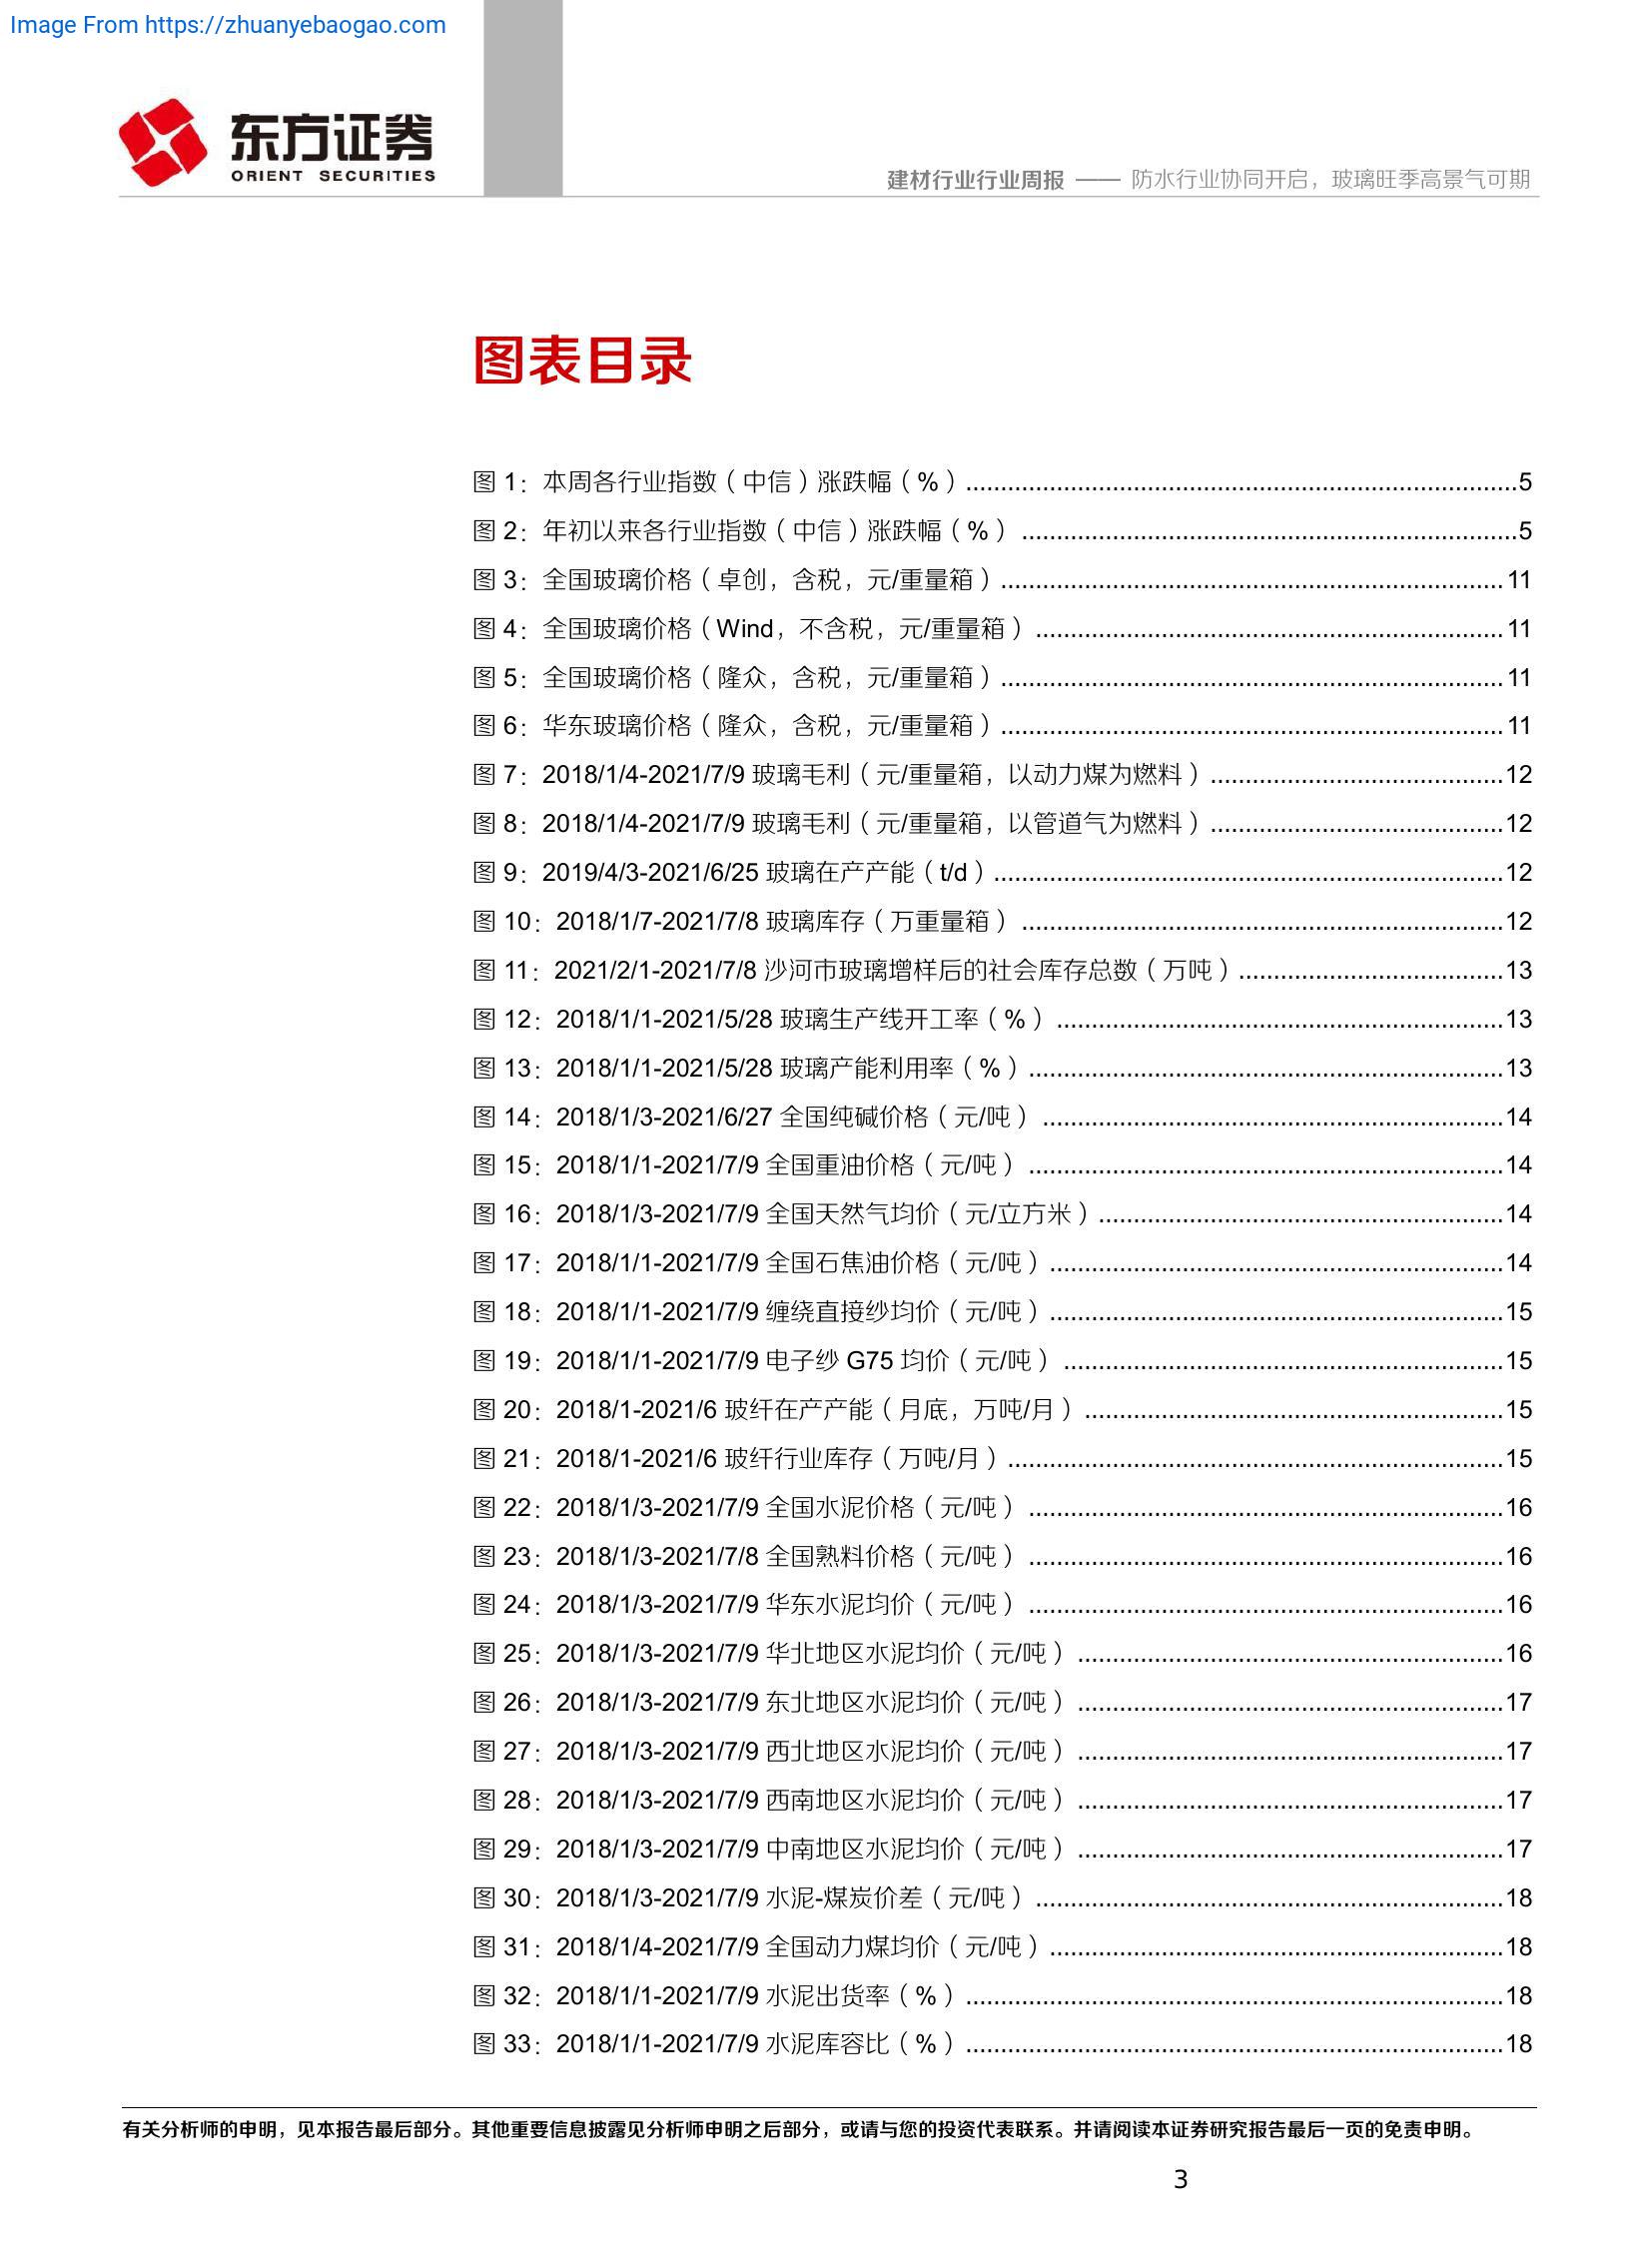 Image From https://zhuanyebaogao.com
东方证券
ORIENT SECURITIES
建材行业行业周报 —— 防水行业协同开启，玻璃旺季高景气可期
图表目录
图 1：本周各行业指数（中信）涨跌幅（%）...............................................................................5
图 2：年初以来各行业指数（中信）涨跌幅（%）.......................................................................5
图 3：全国玻璃价格（卓创，含税，元/重量箱）........................................................................11
图 4：全国玻璃价格（Wind，不含税，元/重量箱）...................................................................11
图 5：全国玻璃价格（隆众，含税，元/重量箱）........................................................................11
图 6：华东玻璃价格（隆众，含税，元/重量箱）........................................................................11
图 7：2018/1/4-2021/7/9 玻璃毛利（元/重量箱，以动力煤为燃料）..........................................12
图 8：2018/1/4-2021/7/9 玻璃毛利（元/重量箱，以管道气为燃料）..........................................12
图 9：2019/4/3-2021/6/25 玻璃在产产能（t/d）.........................................................................12
图 10：2018/1/7-2021/7/8 玻璃库存（万重量箱）.....................................................................12
图 11：2021/2/1-2021/7/8 沙河市玻璃增样后的社会库存总数（万吨）......................................13
图 12：2018/1/1-2021/5/28 玻璃生产线开工率（%）................................................................13
图 13：2018/1/1-2021/5/28 玻璃产能利用率（%）....................................................................13
图 14：2018/1/3-2021/6/27 全国纯碱价格（元/吨）..................................................................14
图 15：2018/1/1-2021/7/9 全国重油价格（元/吨）....................................................................14
图 16：2018/1/3-2021/7/9 全国天然气均价（元/立方米）..........................................................14
图 17：2018/1/1-2021/7/9 全国石焦油价格（元/吨）.................................................................14
图 18：2018/1/1-2021/7/9 缠绕直接纱均价（元/吨）.................................................................15
图 19：2018/1/1-2021/7/9 电子纱 G75 均价（元/吨）...............................................................15
图 20：2018/1-2021/6 玻纤在产产能（月底，万吨/月）............................................................15
图 21：2018/1-2021/6 玻纤行业库存（万吨/月）.......................................................................15
图 22：2018/1/3-2021/7/9 全国水泥价格（元/吨）....................................................................16
图 23：2018/1/3-2021/7/8 全国熟料价格（元/吨）....................................................................16
图 24：2018/1/3-2021/7/9 华东水泥均价（元/吨）....................................................................16
图 25：2018/1/3-2021/7/9 华北地区水泥均价（元/吨）.............................................................16
图 26：2018/1/3-2021/7/9 东北地区水泥均价（元/吨）.............................................................17
图 27：2018/1/3-2021/7/9 西北地区水泥均价（元/吨）.............................................................17
图 28：2018/1/3-2021/7/9 西南地区水泥均价（元/吨）.............................................................17
图 29：2018/1/3-2021/7/9 中南地区水泥均价（元/吨）.............................................................17
图 30：2018/1/3-2021/7/9 水泥-煤炭价差（元/吨）...................................................................18
图 31：2018/1/4-2021/7/9 全国动力煤均价（元/吨）.................................................................18
图 32：2018/1/1-2021/7/9 水泥出货率（%）.............................................................................18
图 33：2018/1/1-2021/7/9 水泥库容比（%）.............................................................................18
有关分析师的申明，见本报告最后部分。其他重要信息披露见分析师申明之后部分，或请与您的投资代表联系。并请阅读本证券研究报告最后一页的免责申明。
3